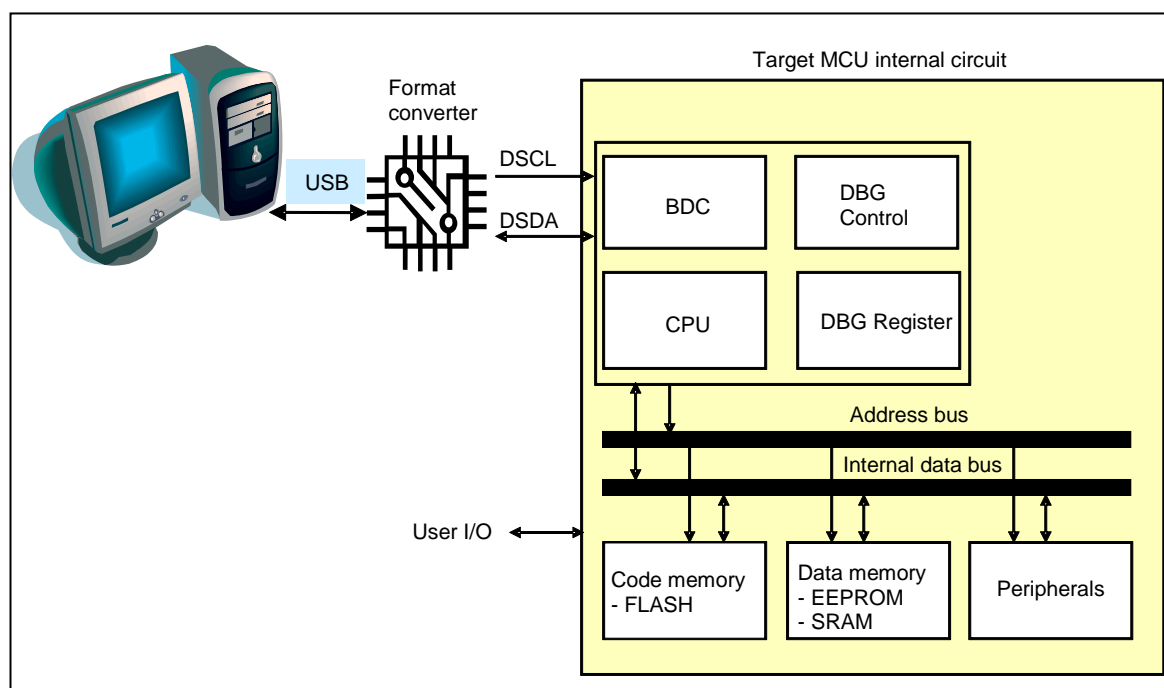 Target MCU internal circuit
Format
converter
USB
DSCL
DSDA
BDC
DBG
Control
CPU
DBG Register
Address bus
Internal data bus
User I/O
Code memory
- FLASH
Data memory
- EEPROM
- SRAM
Peripherals